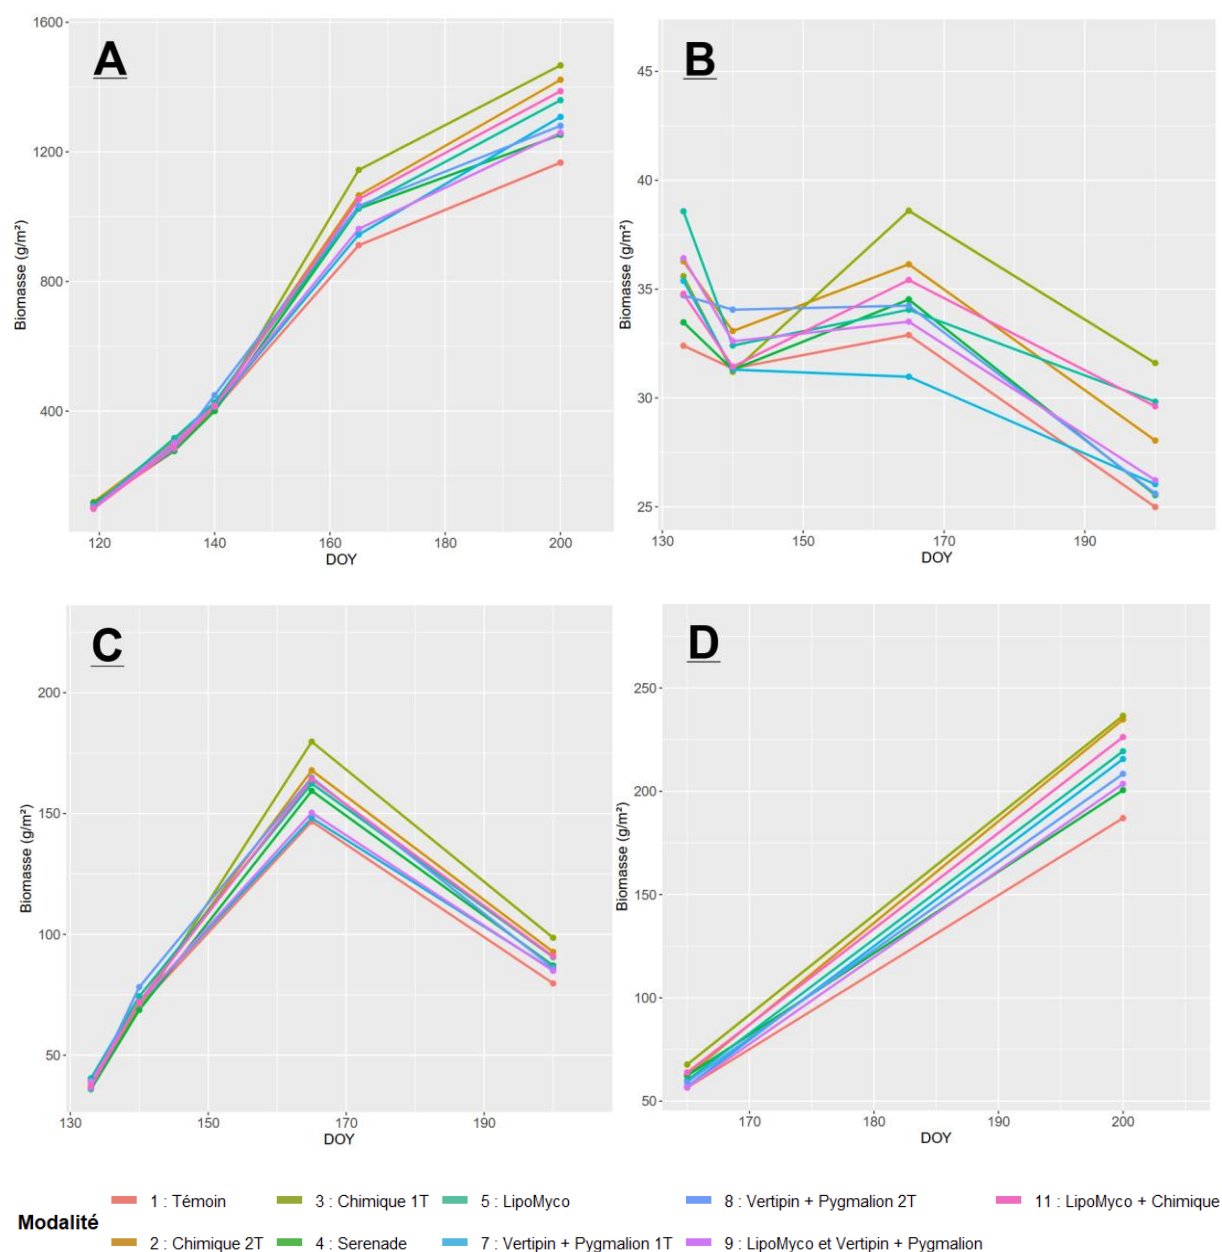 A
1600
1200
800
400
Biomasse (g/m²)
120 140 160 180 200
DOY
B
45
40
35
30
25
Biomasse (g/m²)
130 150 170 190
DOY
C
200
150
100
50
Biomasse (g/m²)
130 150 170 190
DOY
D
250
200
150
100
50
Biomasse (g/m²)
170 180 190 200
DOY
Modalité
1 : Témoin 3 : Chimique 1T 5 : LipoMyco 8 : Vertipin + Pygmalion 2T 11 : LipoMyco + Chimique
2 : Chimique 2T 4 : Serenade 7 : Vertipin + Pygmalion 1T 9 : LipoMyco et Vertipin + Pygmalion